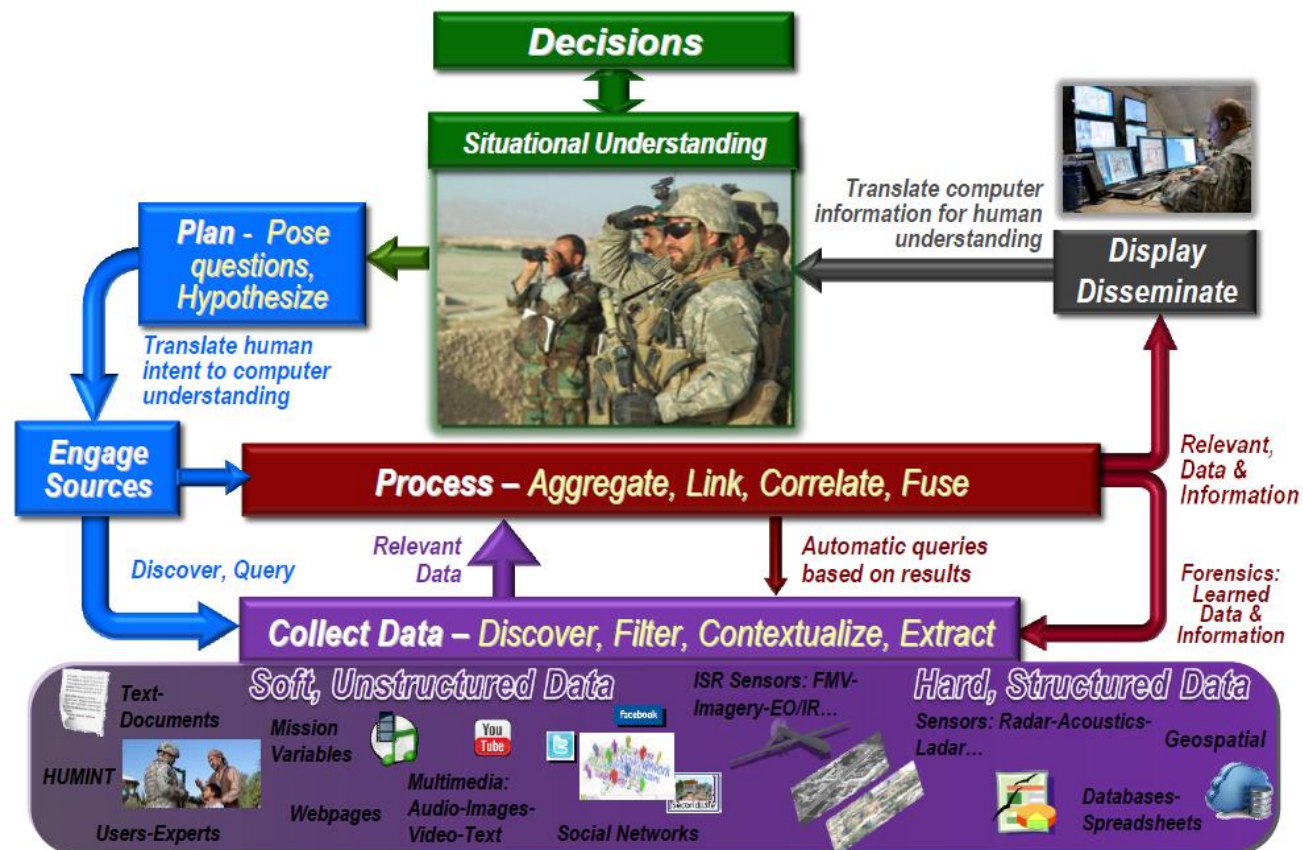 Decisions
Situational Understanding
Translate computer
information for human
understanding
Display
Disseminate
Plan - Pose
questions,
Hypothesize
Translate human
intent to computer
understanding
Engage
Sources
Process – Aggregate, Link, Correlate, Fuse
Relevant,
Data &
Information
Discover, Query
Relevant
Data
Automatic queries
based on results
Forensics:
Learned
Data &
Information
Collect Data – Discover, Filter, Contextualize, Extract
Soft, Unstructured Data
Hard, Structured Data
Text-
Documents
HUMINT
Users-Experts
Mission
Variables
Webpages
You
Tube
Multimedia:
Audio-Images-
Video-Text
facebook
Social Networks
ISR Sensors: FMV-
Imagery-EO/IR…
Sensors: Radar-Acoustics-
Ladar…
Geospatial
Databases-
Spreadsheets